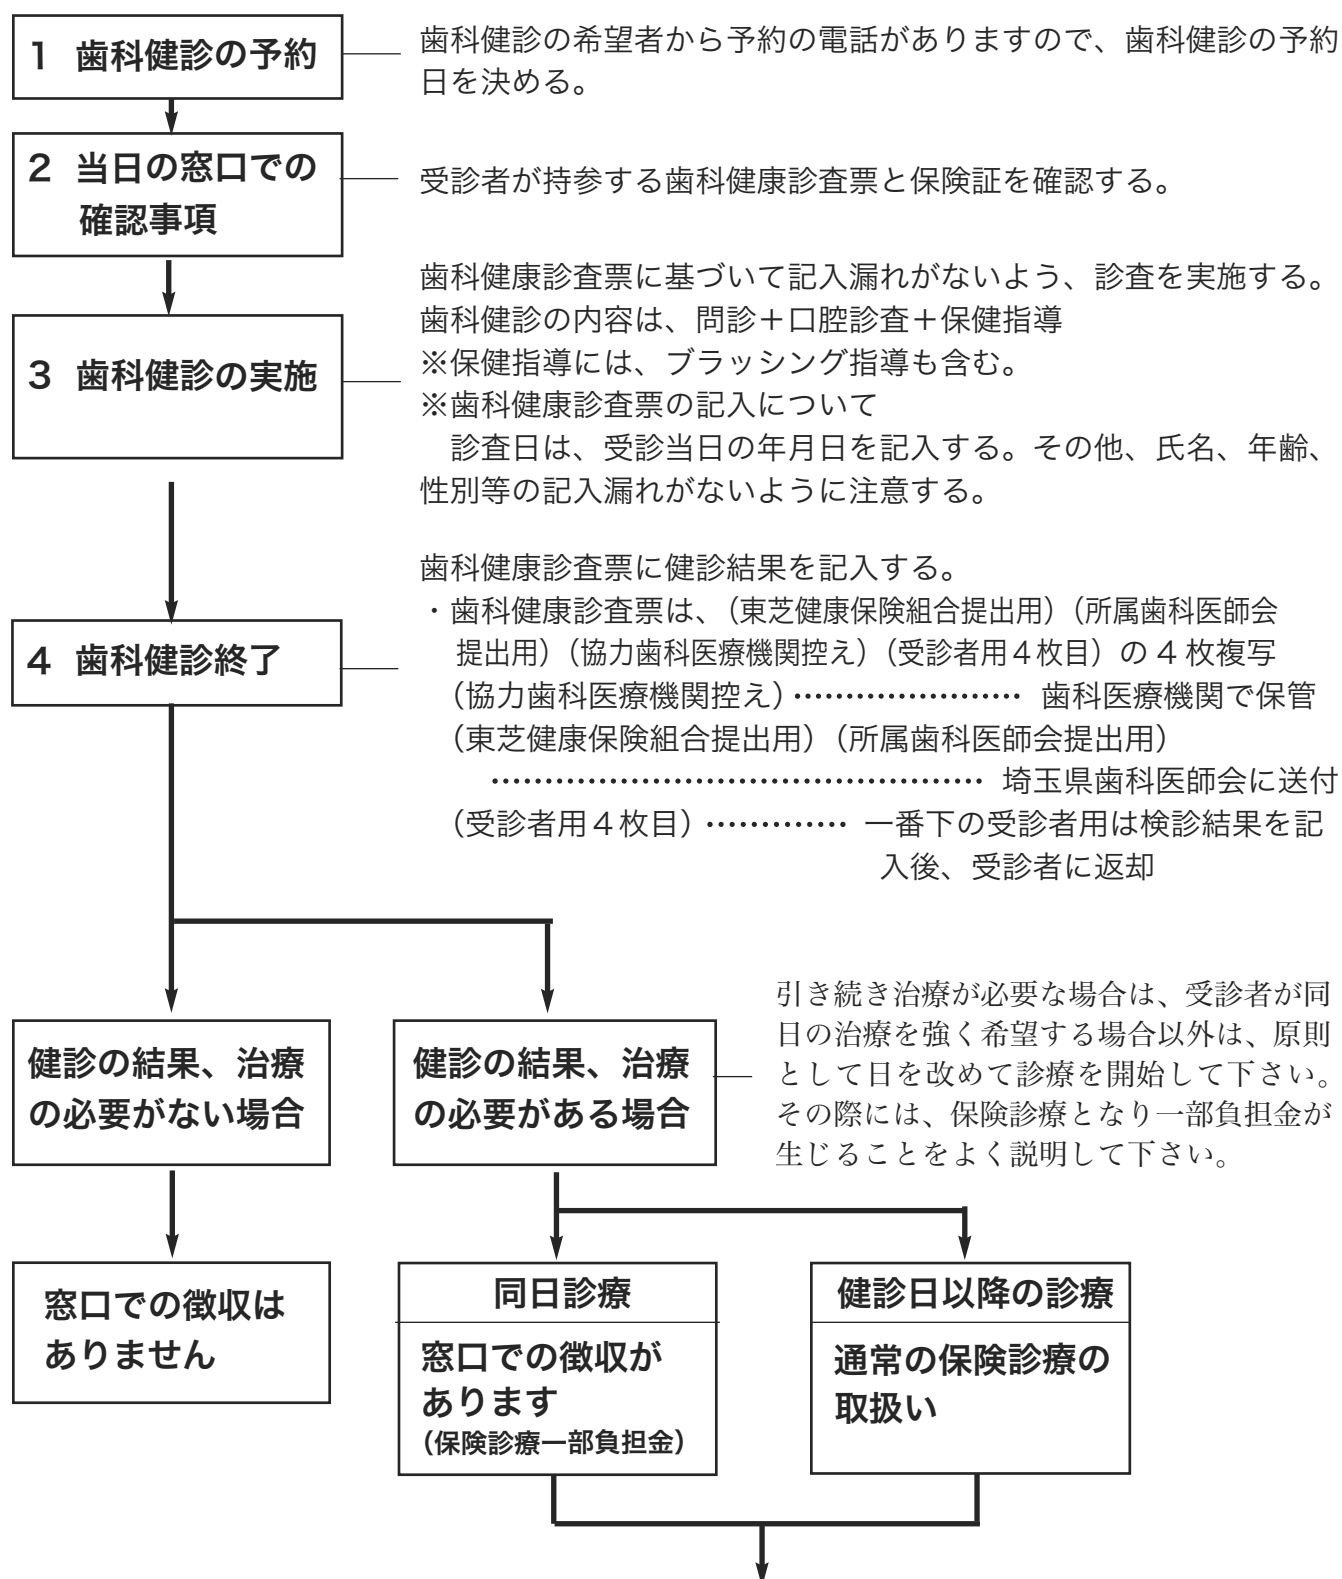 1 歯科健診の予約
歯科健診の希望者から予約の電話がありますので、歯科健診の予約
日を決める。
2 当日の窓口での
確認事項
受診者が持参する歯科健康診査票と保険証を確認する。
3 歯科健診の実施
歯科健康診査票に基づいて記入漏れがないよう、診査を実施する。
歯科健診の内容は、問診＋口腔診査＋保健指導
※保健指導には、ブラッシング指導も含む。
※歯科健康診査票の記入について
診査日は、受診当日の年月日を記入する。その他、氏名、年齢、
性別等の記入漏れがないように注意する。
4 歯科健診終了
歯科健康診査票に健診結果を記入する。
・歯科健康診査票は、（東芝健康保険組合提出用）（所属歯科医師会
提出用）（協力歯科医療機関控え）（受診者用４枚目）の４枚複写
（協力歯科医療機関控え）…………………… 歯科医療機関で保管
（東芝健康保険組合提出用）（所属歯科医師会提出用）
……………………………………………… 埼玉県歯科医師会に送付
（受診者用４枚目）…………… 一番下の受診者用は検診結果を記
入後、受診者に返却
健診の結果、治療
の必要がない場合
健診の結果、治療
の必要がある場合
引き続き治療が必要な場合は、受診者が同
日の治療を強く希望する場合以外は、原則
として日を改めて診療を開始して下さい。
その際には、保険診療となり一部負担金が
生じることをよく説明して下さい。
窓口での徴収は
ありません
同日診療
窓口での徴収が
あります
（保険診療一部負担金）
健診日以降の診療
通常の保険診療の
取扱い